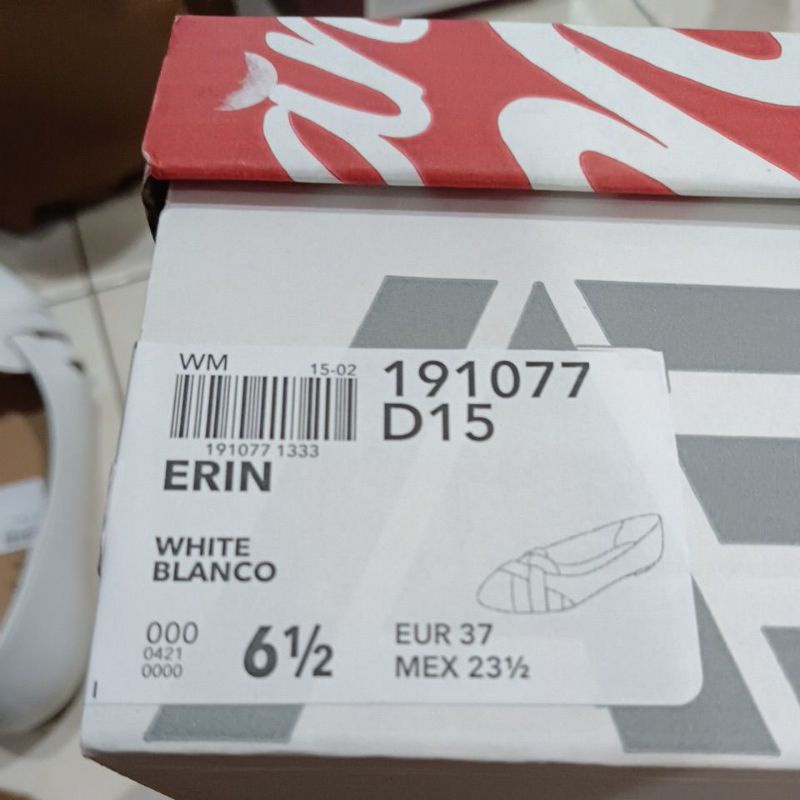 WM
15-02
191077
D15
191077 1333
ERIN
WHITE
BLANCO
000
0421
0000
6½
EUR 37
MEX 23½